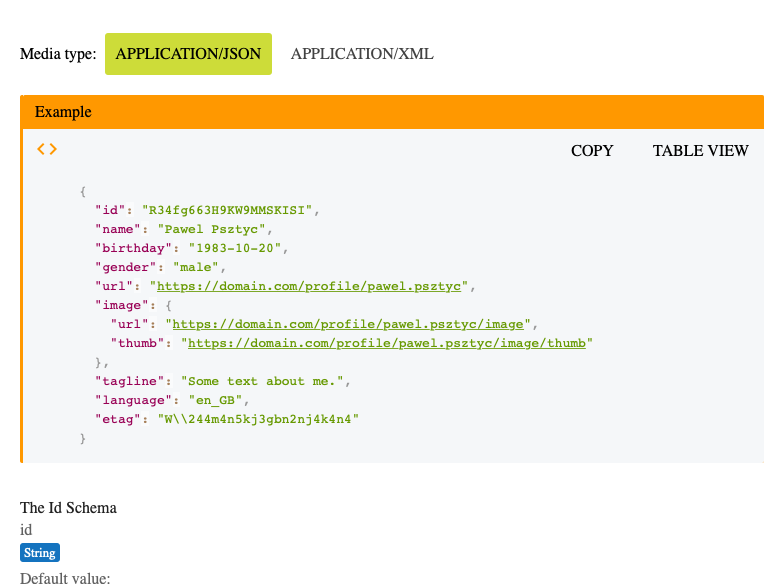 Media type: APPLICATION/JSON APPLICATION/XML
Example
<> COPY TABLE VIEW
{
"id": "R34fg663H9KW9MMSKISI",
"name": "Pawel Psztyc",
"birthday": "1983-10-20",
"gender": "male",
"url": "https://domain.com/profile/pawel.psztyc",
"image": {
"url": "https://domain.com/profile/pawel.psztyc/image",
"thumb": "https://domain.com/profile/pawel.psztyc/image/thumb"
},
"tagline": "Some text about me.",
"language": "en_GB",
"etag": "W\\244m4n5kj3gbn2nj4k4n4"
}
The Id Schema
id
String
Default value: